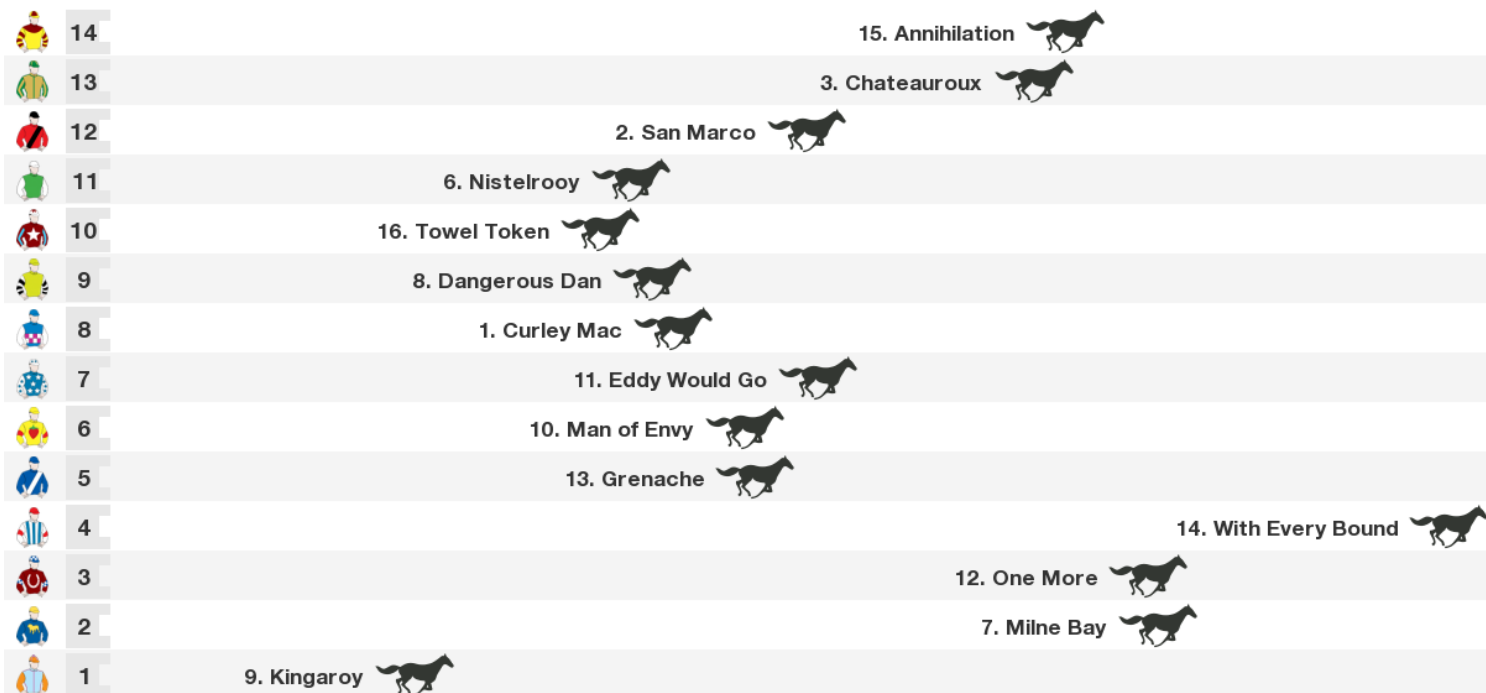 14 15. Annihilation
13 3. Chateauroux
12 2. San Marco
11 6. Nistelrooy
10 16. Towel Token
9 8. Dangerous Dan
8 1. Curley Mac
7 11. Eddy Would Go
6 10. Man of Envy
5 13. Grenache
4 14. With Every Bound
3 12. One More
2 7. Milne Bay
1 9. Kingaroy